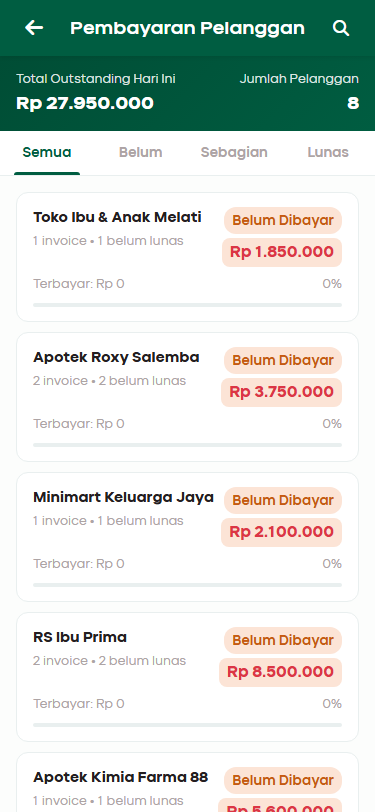 Pembayaran Pelanggan
Total Outstanding Hari Ini
Jumlah Pelanggan
Rp 27.950.000
8
Semua
Belum
Sebagian
Lunas
Toko Ibu & Anak Melati
Belum Dibayar
1 invoice • 1 belum lunas
Rp 1.850.000
Terbayar: Rp 0
0%
Apotek Roxy Salemba
Belum Dibayar
2 invoice • 2 belum lunas
Rp 3.750.000
Terbayar: Rp 0
0%
Minimart Keluarga Jaya
Belum Dibayar
1 invoice • 1 belum lunas
Rp 2.100.000
Terbayar: Rp 0
0%
RS Ibu Prima
Belum Dibayar
2 invoice • 2 belum lunas
Rp 8.500.000
Terbayar: Rp 0
0%
Apotek Kimia Farma 88
Belum Dibayar
1 invoice • 1 belum lunas
Rp 5.600.000